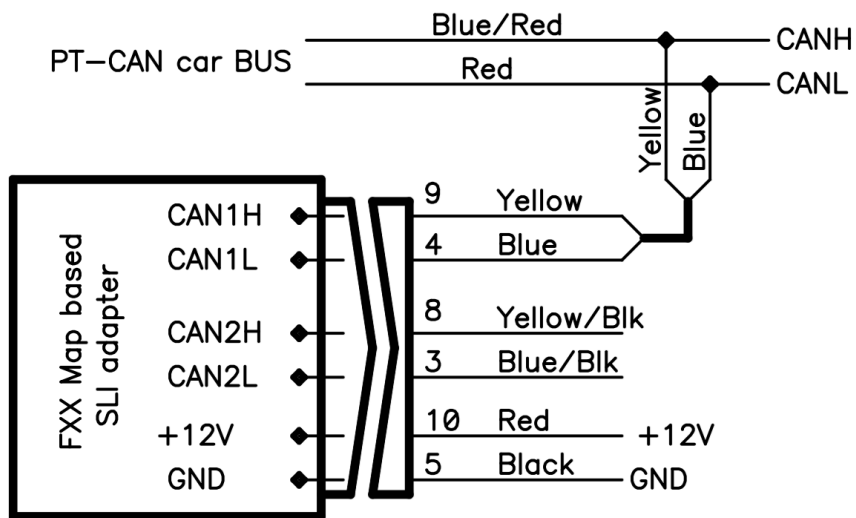 Blue/Red
CANH
PT-CAN car BUS
Red
CANL
Yellow
Blue
FXX Map based
SLI adapter
CAN1H
9
Yellow
CAN1L
4
Blue
CAN2H
8
Yellow/Blk
CAN2L
3
Blue/Blk
+12V
10
Red
+12V
GND
5
Black
GND